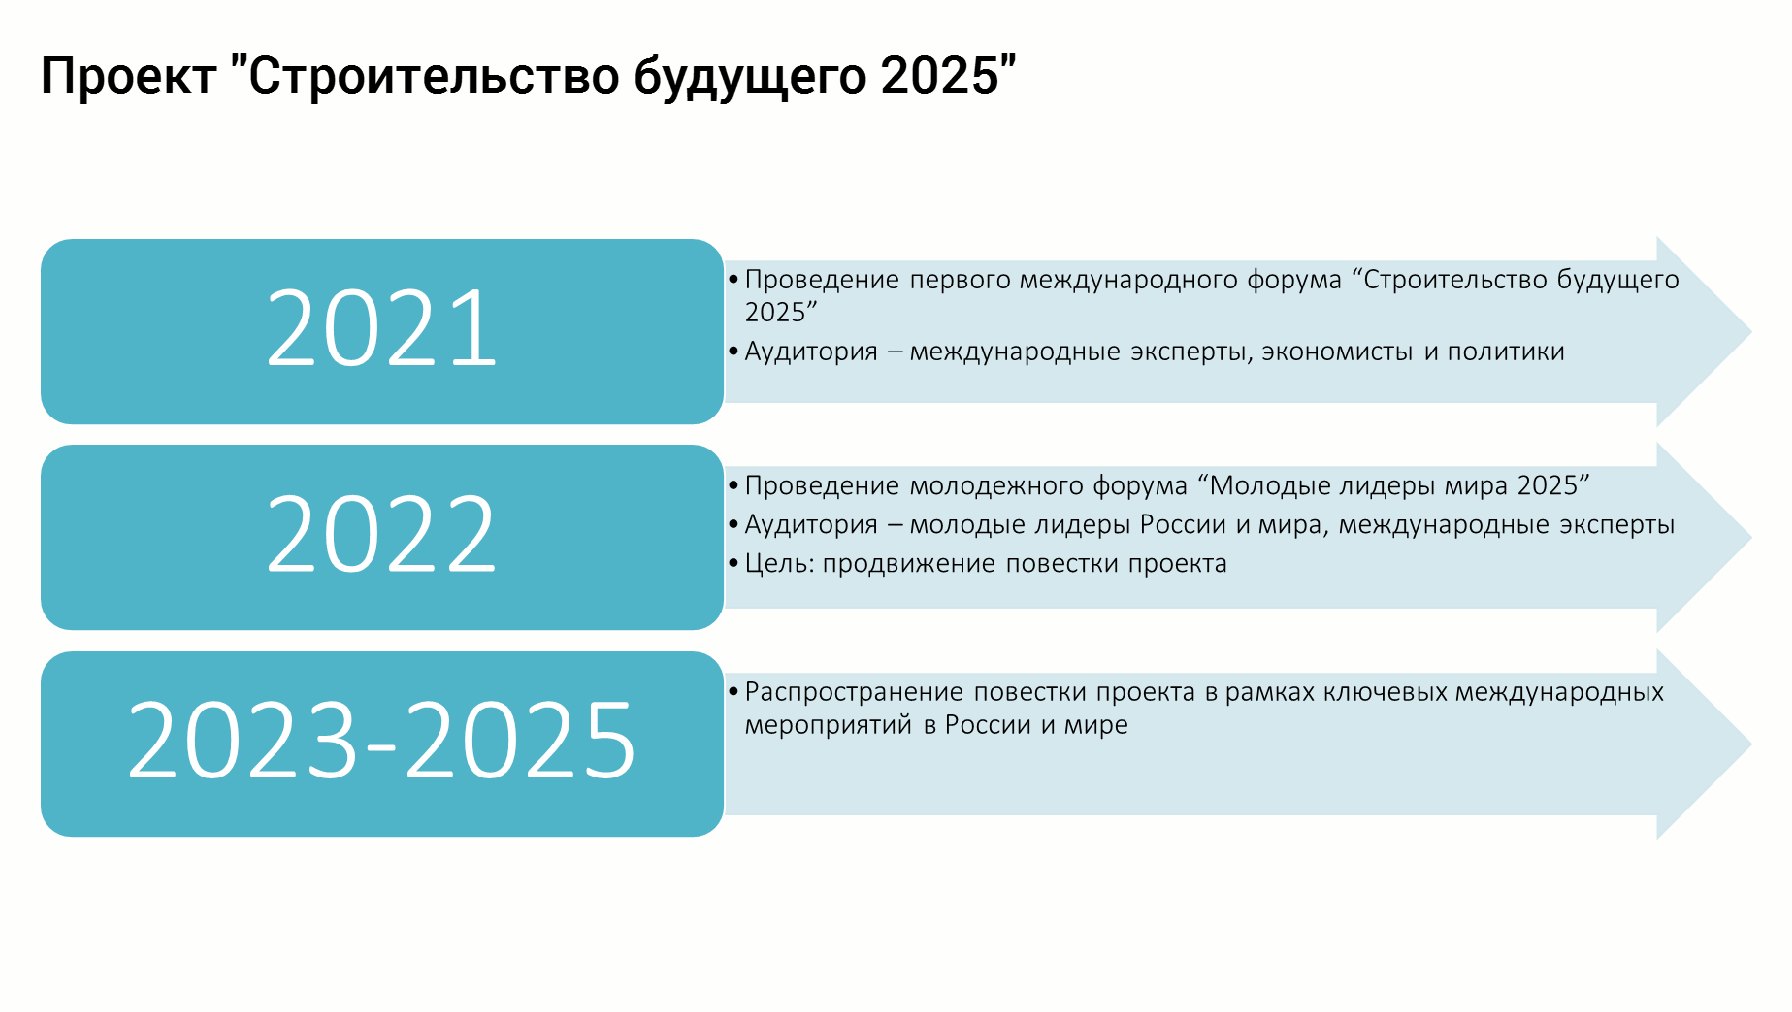 Проект "Строительство будущего 2025"
2021
• Проведение первого международного форума “Строительство будущего
2025”
• Аудитория – международные эксперты, экономисты и политики
2022
• Проведение молодежного форума “Молодые лидеры мира 2025”
• Аудитория – молодые лидеры России и мира, международные эксперты
• Цель: продвижение повестки проекта
2023-2025
• Распространение повестки проекта в рамках ключевых международных
мероприятий в России и мире